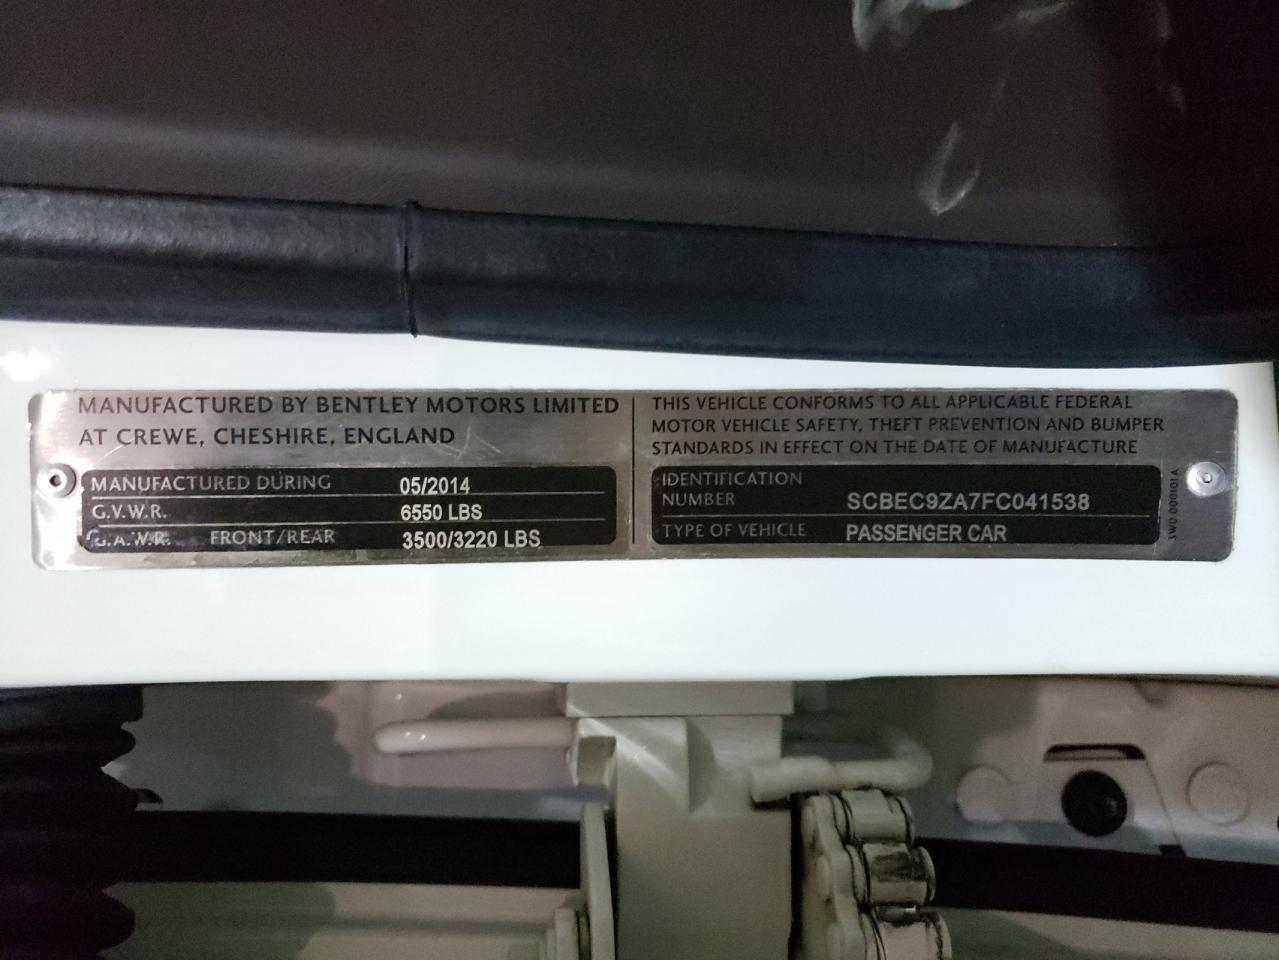 MANUFACTURED BY BENTLEY MOTORS LIMITED
AT CREWE, CHESHIRE, ENGLAND
MANUFACTURED DURING 05/2014
G.V.W.R. 6550 LBS
G.A.W.R. FRONT/REAR 3500/3220 LBS
THIS VEHICLE CONFORMS TO ALL APPLICABLE FEDERAL
MOTOR VEHICLE SAFETY, THEFT PREVENTION AND BUMPER
STANDARDS IN EFFECT ON THE DATE OF MANUFACTURE
IDENTIFICATION
NUMBER SCBEC9ZA7FC041538
TYPE OF VEHICLE PASSENGER CAR
3W0 000101A